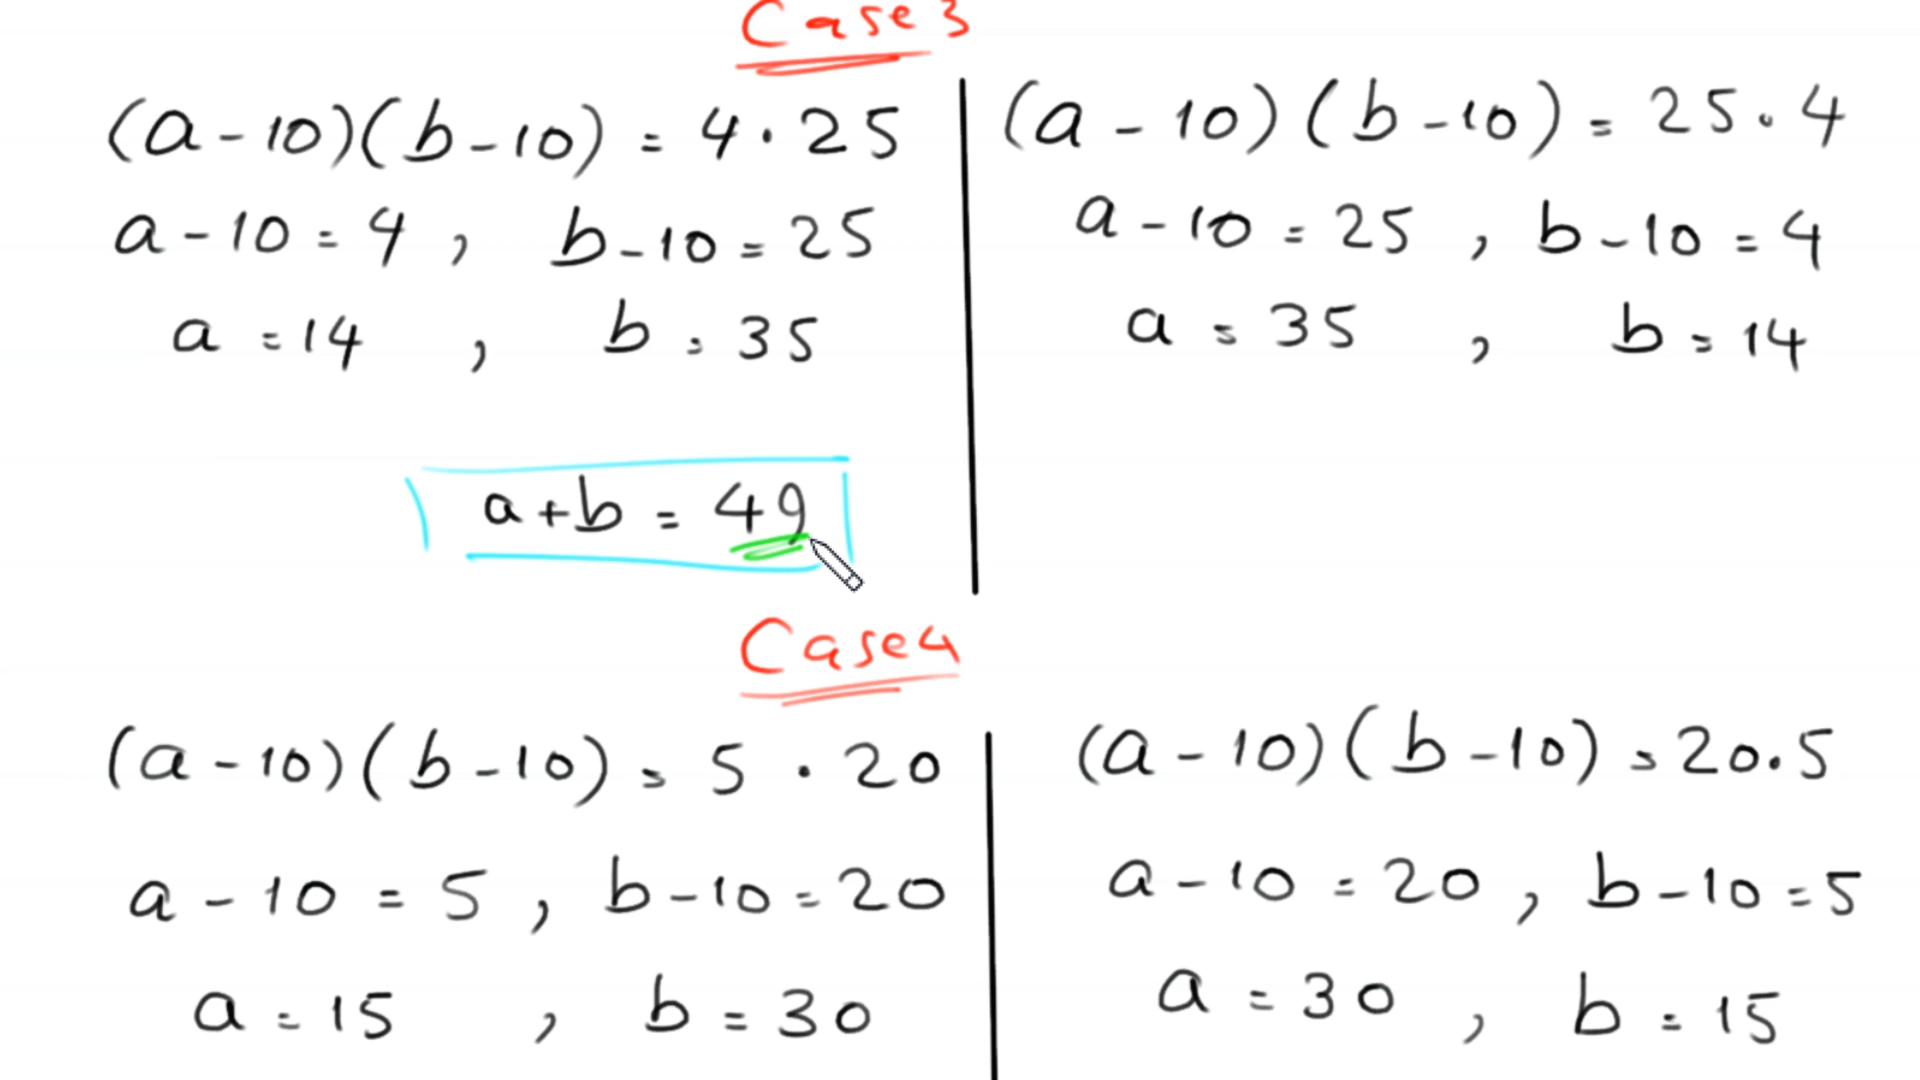 Case 3
(a - 10)(b - 10) = 4 · 25
a - 10 = 4 , b - 10 = 25
a = 14 , b = 35
a + b = 49
(a - 10)(b - 10) = 25 · 4
a - 10 = 25 , b - 10 = 4
a = 35 , b = 14
Case 4
(a - 10)(b - 10) = 5 · 20
a - 10 = 5 , b - 10 = 20
a = 15 , b = 30
(a - 10)(b - 10) = 20 · 5
a - 10 = 20 , b - 10 = 5
a = 30 , b = 15